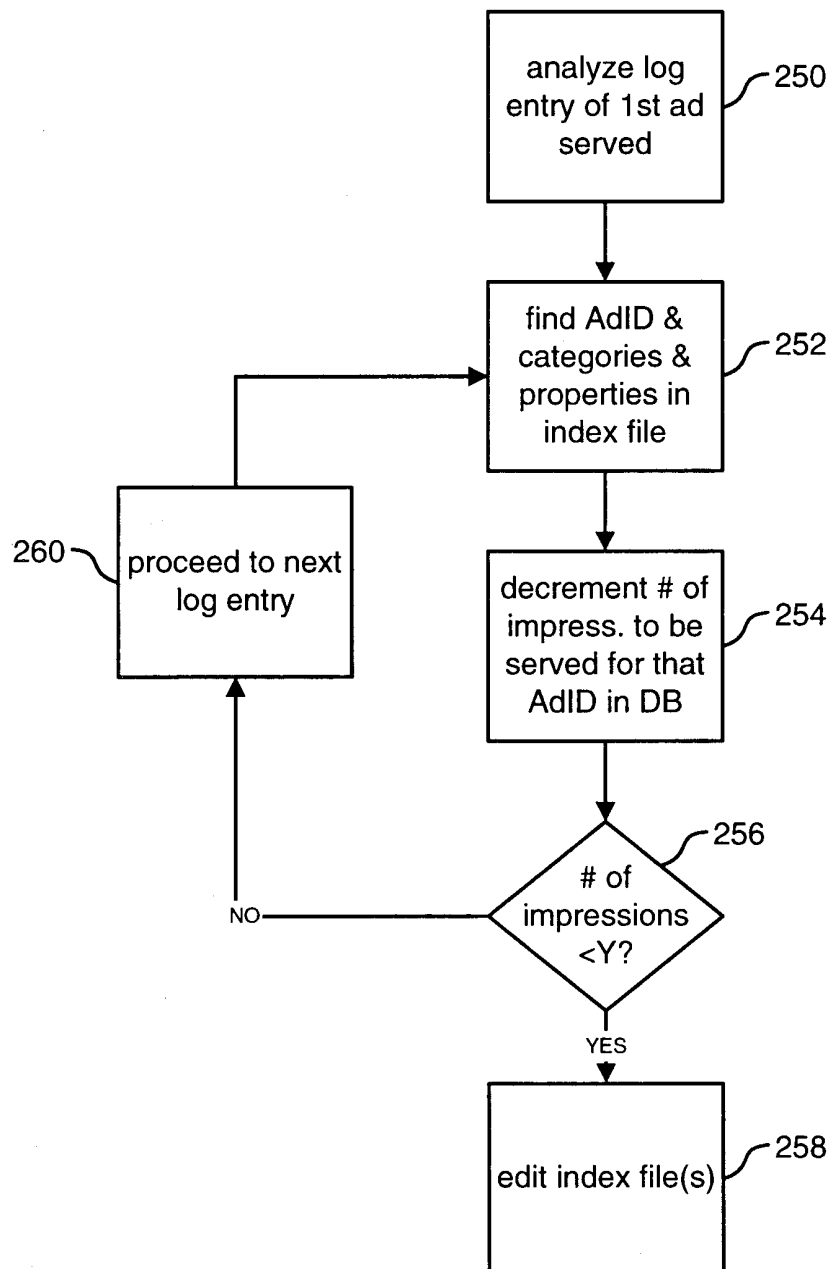 analyze log
entry of 1st ad
served
250
find AdID &
categories &
properties in
index file
252
proceed to next
log entry
260
decrement # of
impress. to be
served for that
AdID in DB
254
# of
impressions
<Y?
256
NO
YES
edit index file(s)
258